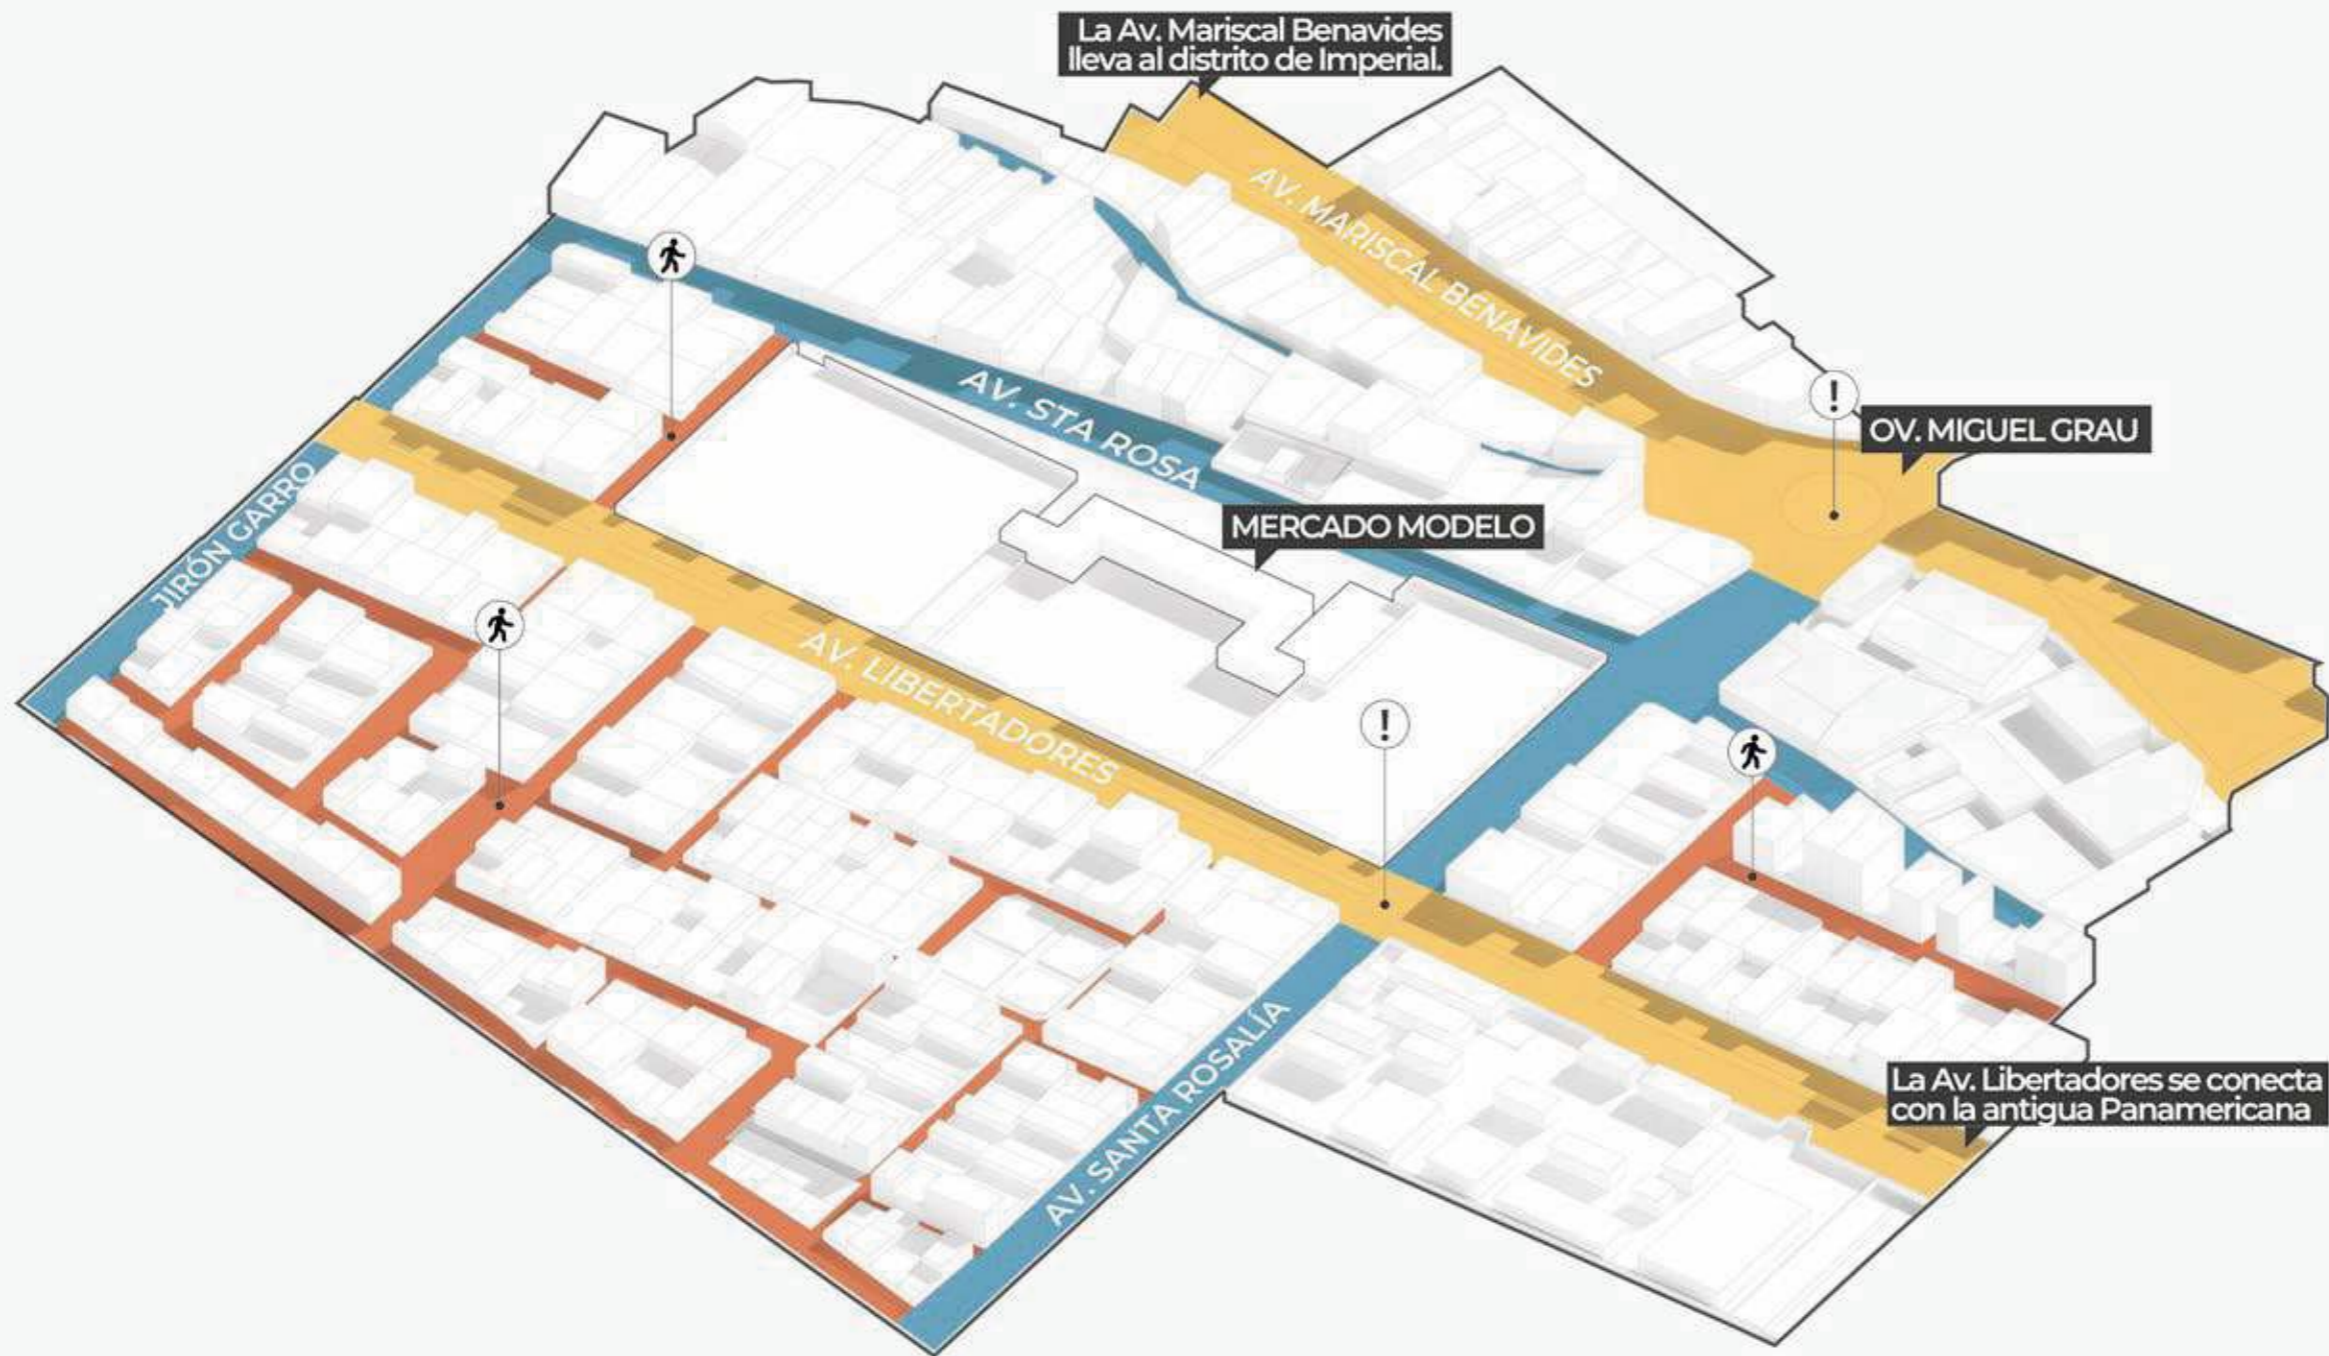 La Av. Mariscal Benavides
lleva al distrito de Imperial.
AV. MARISCAL BENAVIDES
!
OV. MIGUEL GRAU
AV. STA ROSA
MERCADO MODELO
JIRÓN GARRO
AV. LIBERTADORES
!
AV. SANTA ROSALÍA
La Av. Libertadores se conecta
con la antigua Panamericana